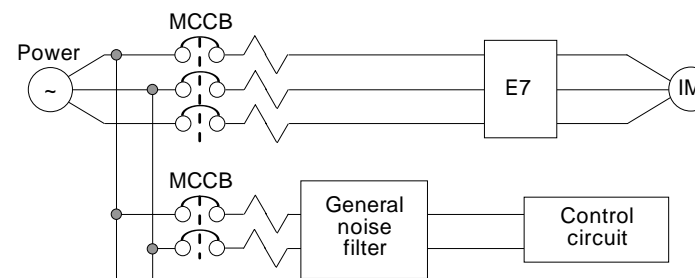 MCCB
Power
~
E7
IM
MCCB
General
noise
filter
Control
circuit